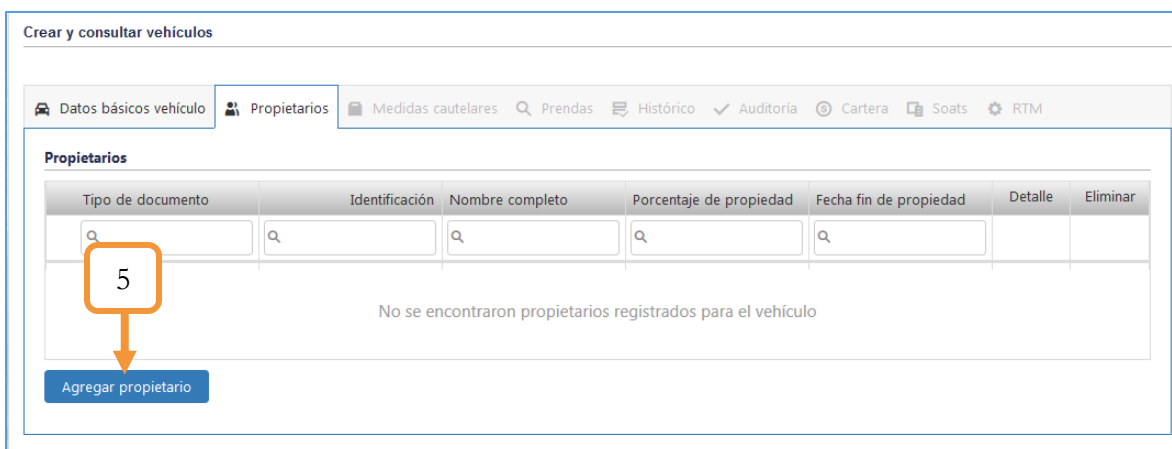 Crear y consultar vehículos
Datos básicos vehículo Propietarios Medidas cautelares Prendas Histórico Auditoría Cartera Soats RTM
Propietarios
Tipo de documento Identificación Nombre completo Porcentaje de propiedad Fecha fin de propiedad Detalle Eliminar
5
No se encontraron propietarios registrados para el vehículo
Agregar propietario